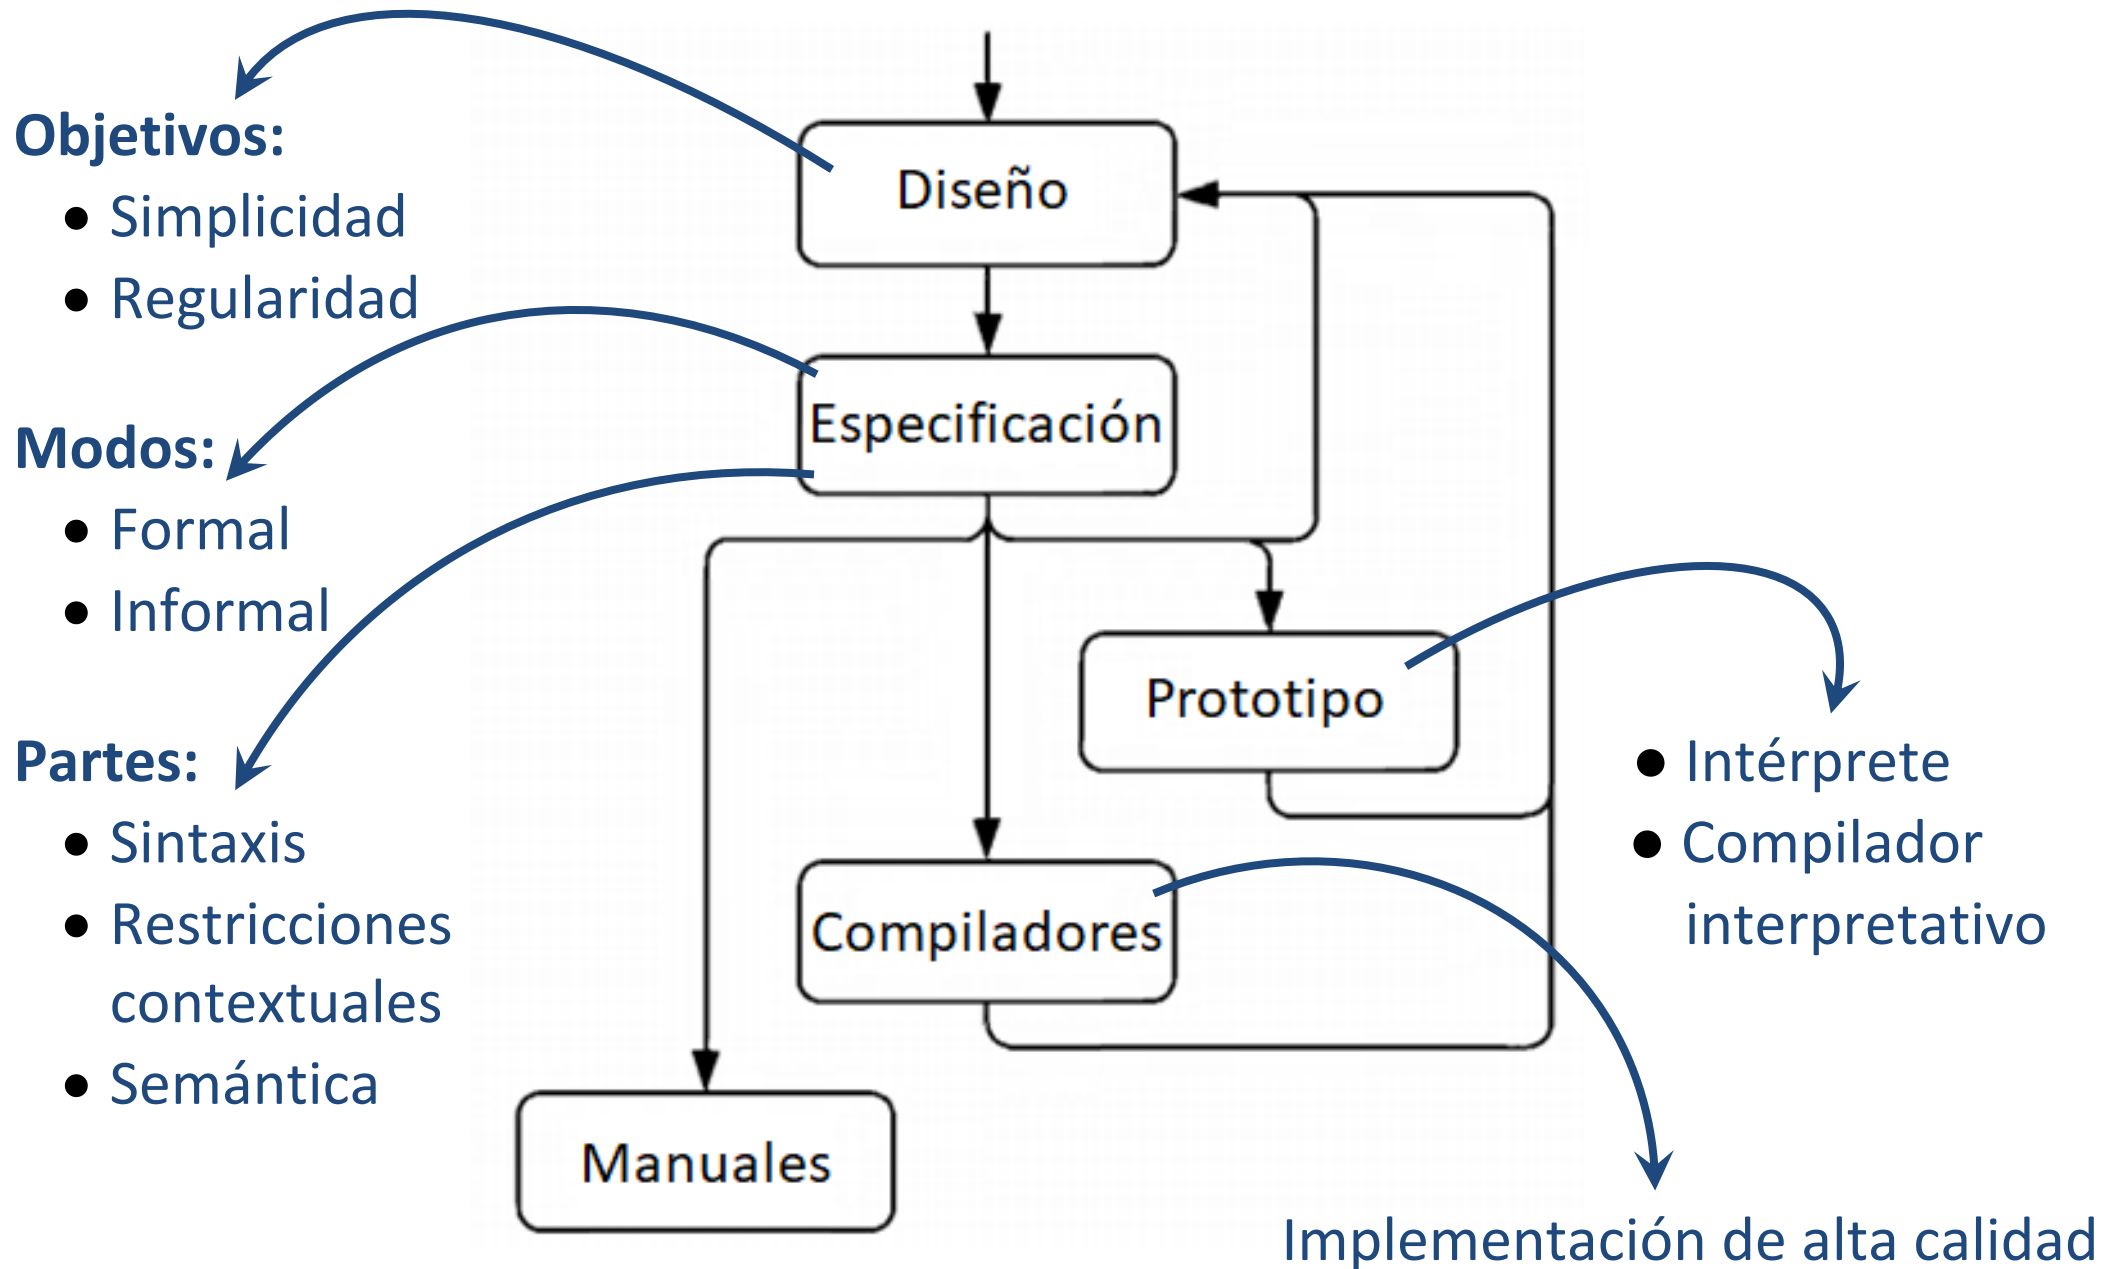 Objetivos:
• Simplicidad
• Regularidad
Modos:
• Formal
• Informal
Partes:
• Sintaxis
• Restricciones
contextuales
• Semántica
Diseño
Especificación
Prototipo
Compiladores
Manuales
• Intérprete
• Compilador
interpretativo
Implementación de alta calidad